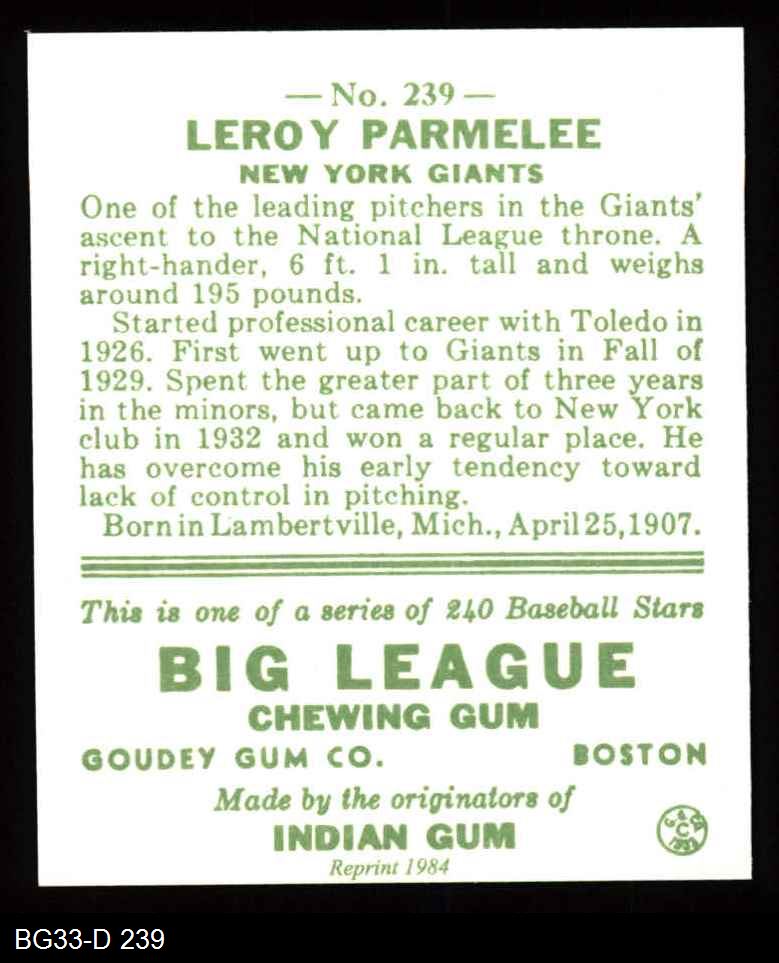 — No. 239 —
LEROY PARMELEE
NEW YORK GIANTS
One of the leading pitchers in the Giants'
ascent to the National League throne. A
right-hander, 6 ft. 1 in. tall and weighs
around 195 pounds.
Started professional career with Toledo in
1926. First went up to Giants in Fall of
1929. Spent the greater part of three years
in the minors, but came back to New York
club in 1932 and won a regular place. He
has overcome his early tendency toward
lack of control in pitching.
Born in Lambertville, Mich., April 25, 1907.
This is one of a series of 240 Baseball Stars
BIG LEAGUE
CHEWING GUM
GOUDEY GUM CO. BOSTON
Made by the originators of
INDIAN GUM
Reprint 1984
C
BG33-D 239